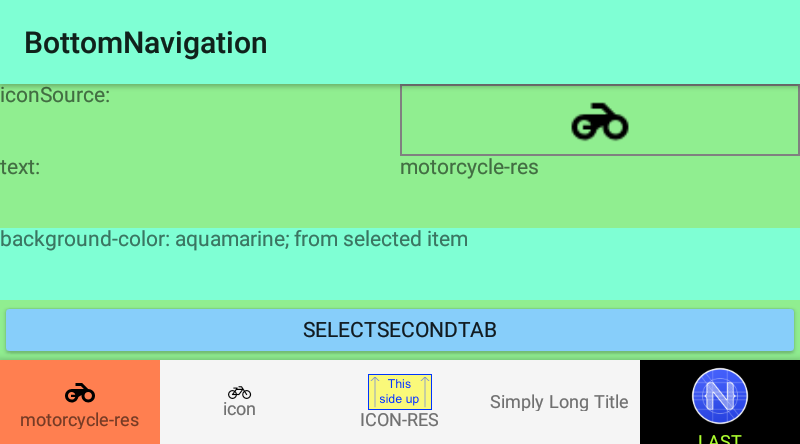 BottomNavigation
iconSource:
text:
motorcycle-res
background-color: aquamarine; from selected item
SELECTSECONDTAB
motorcycle-res
icon
This
side up
ICON-RES
Simply Long Title
N
LAST